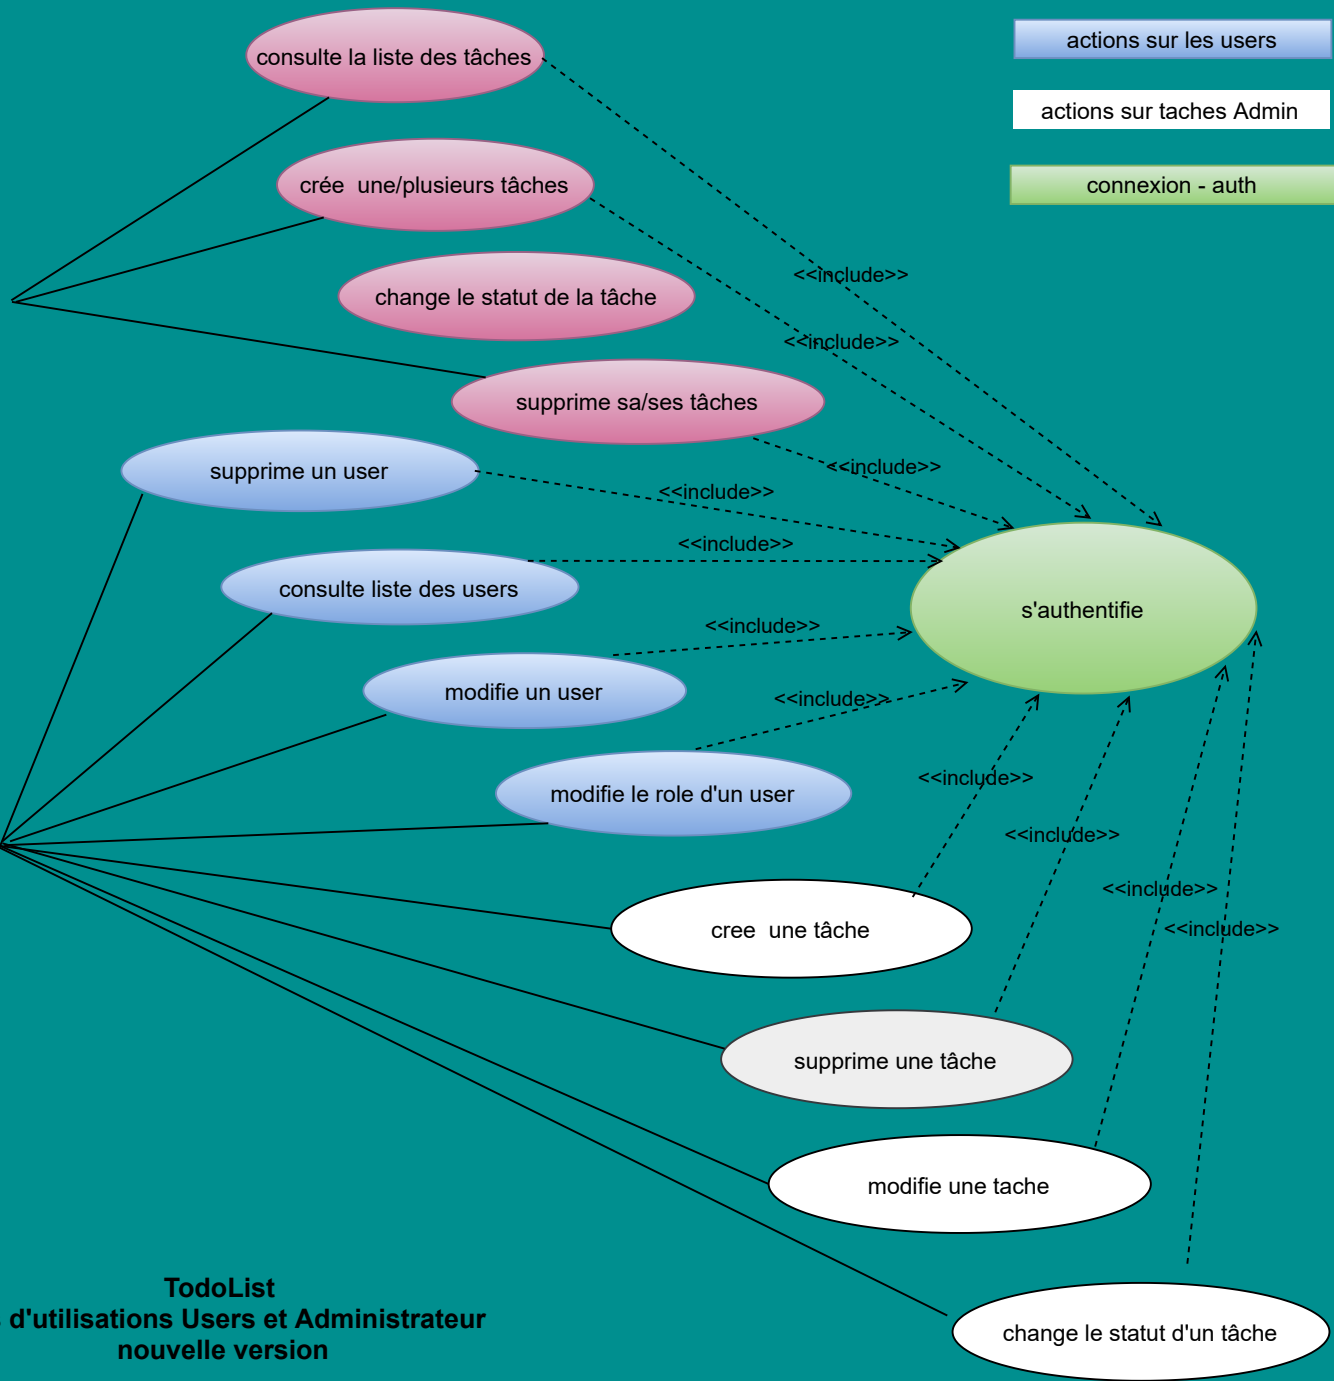 consulte la liste des tâches
actions sur les users
actions sur taches Admin
crée  une/plusieurs tâches
connexion - auth
<<include>>
change le statut de la tâche
<<include>>
supprime sa/ses tâches
<<include>>
supprime un user
<<include>>
<<include>>
consulte liste des users
s'authentifie
<<include>>
modifie un user
<<include>>
modifie le role d'un user
<<include>>
<<include>>
<<include>>
cree  une tâche
<<include>>
supprime une tâche
modifie une tache
TodoList
d'utilisations Users et Administrateur
nouvelle version
change le statut d'un tâche